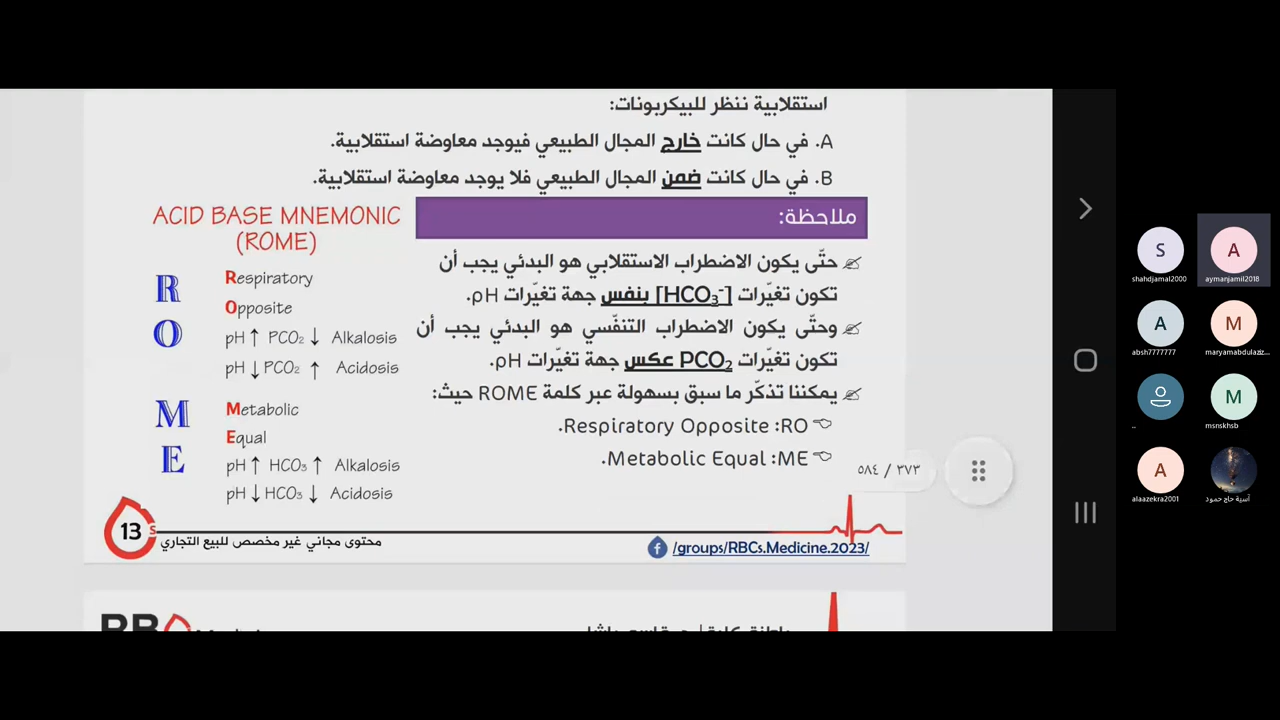 استقلابية ننظر للبيكربونات:
A. في حال كانت خارج المجال الطبيعي فيوجد معاوضة استقلابية.
B. في حال كانت ضمن المجال الطبيعي فلا يوجد معاوضة استقلابية.
ملاحظة:
حتّى يكون الاضطراب الاستقلابي هو البدئي يجب أن
تكون تغيّرات [HCO₃⁻] بنفس جهة تغيّرات pH.
وحتّى يكون الاضطراب التنفّسي هو البدئي يجب أن
تكون تغيّرات PCO₂ عكس جهة تغيّرات pH.
يمكننا تذكّر ما سبق بسهولة عبر كلمة ROME حيث:
RO: Respiratory Opposite.
ME: Metabolic Equal.
ACID BASE MNEMONIC
(ROME)
R
Respiratory
O
Opposite
pH ↑ PCO₂ ↓ Alkalosis
pH ↓ PCO₂ ↑ Acidosis
M
Metabolic
E
Equal
pH ↑ HCO₃ ↑ Alkalosis
pH ↓ HCO₃ ↓ Acidosis
٣٧٣ / ٥٨٤
13
S
محتوى مجاني غير مخصص للبيع التجاري
/groups/RBCs.Medicine.2023/
S
shahdjamal2000
A
aymanjamil2018
A
absh7777777
M
maryamabdulaziz...
..
M
msnskhsb
A
alaazekra2001
آسية حاج حمود